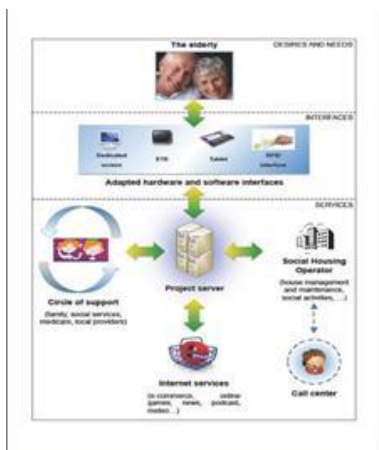 The elderly
DESIRES AND NEEDS
INTERFACES
Dedicated
screen
STB
Tablet
RFID
interface
Adapted hardware and software interfaces
SERVICES
Project server
Circle of support
(family, social services,
medicare, local providers)
Social Housing
Operator
(house management
and maintenance,
social activities, ...)
Internet services
(e-commerce, online
games, news, podcast,
meteo ...)
Call center